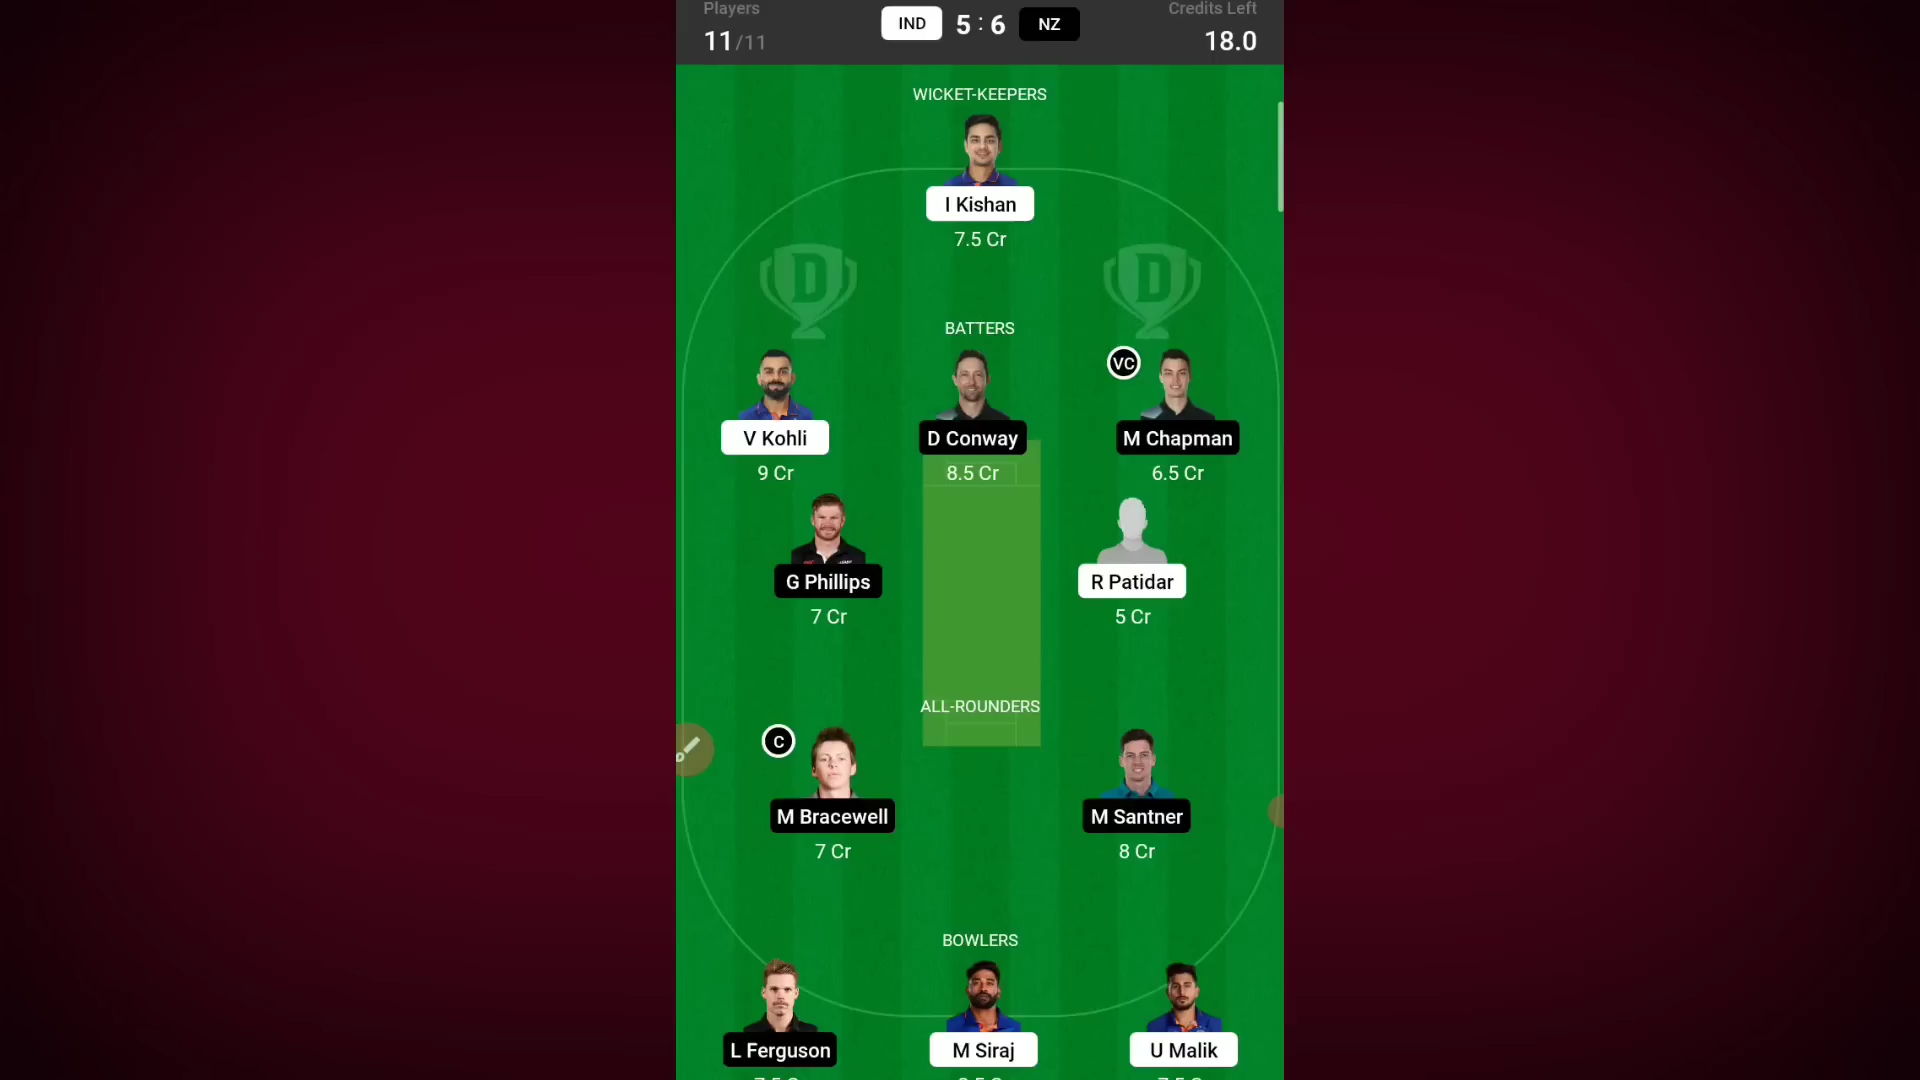 Players
IND 5 : 6 NZ
Credits Left
11/11
18.0
WICKET-KEEPERS
I Kishan
7.5 Cr
D D
BATTERS
VC
V Kohli D Conway M Chapman
9 Cr 8.5 Cr 6.5 Cr
G Phillips R Patidar
7 Cr 5 Cr
ALL-ROUNDERS
C
M Bracewell M Santner
7 Cr 8 Cr
BOWLERS
L Ferguson M Siraj U Malik